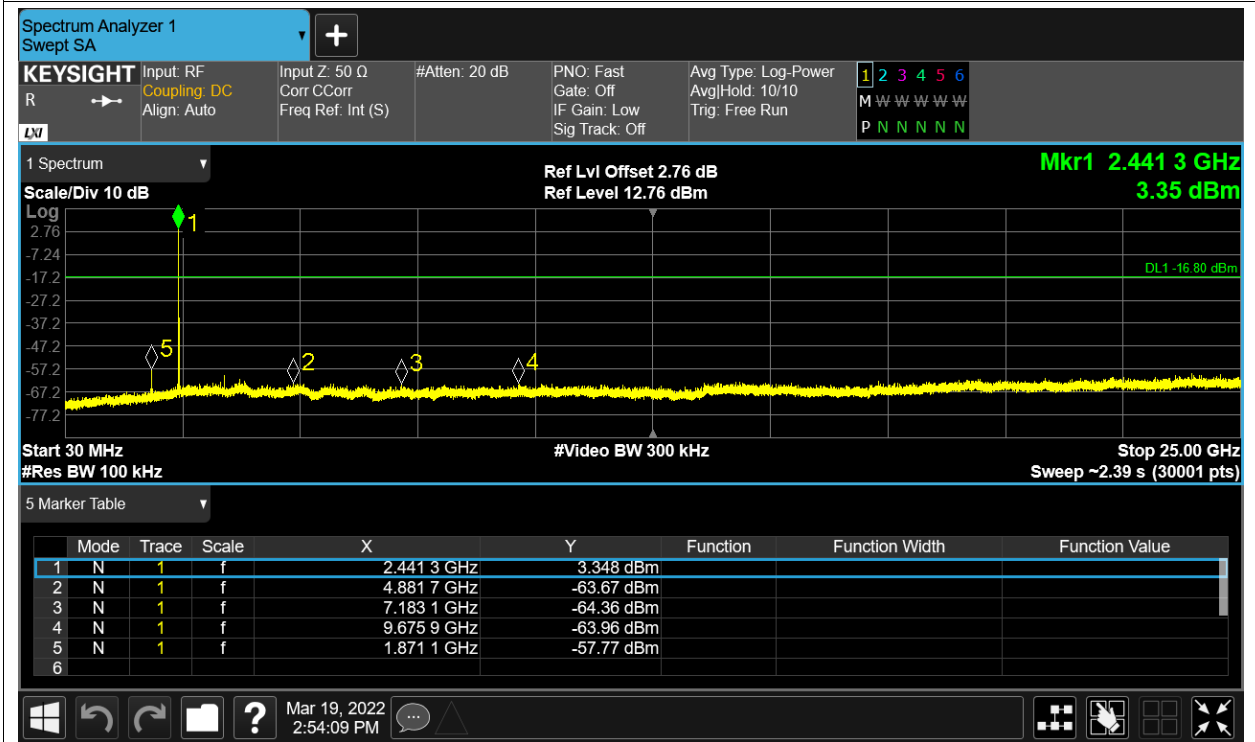 Spectrum Analyzer 1
Swept SA
+
KEYSIGHT
R
LXI
Input: RF
Coupling: DC
Align: Auto
Input Z: 50 Ω
Corr CCorr
Freq Ref: Int (S)
#Atten: 20 dB
PNO: Fast
Gate: Off
IF Gain: Low
Sig Track: Off
Avg Type: Log-Power
Avg|Hold: 10/10
Trig: Free Run
1 2 3 4 5 6
M W W W W W
P N N N N N
1 Spectrum
Scale/Div 10 dB
Ref Lvl Offset 2.76 dB
Ref Level 12.76 dBm
Mkr1 2.441 3 GHz
3.35 dBm
Log
2.76
-7.24
-17.2
-27.2
-37.2
-47.2
-57.2
-67.2
-77.2
1
DL1 -16.80 dBm
5
2
3
4
Start 30 MHz
#Res BW 100 kHz
#Video BW 300 kHz
Stop 25.00 GHz
Sweep ~2.39 s (30001 pts)
5 Marker Table
Mode Trace Scale X Y Function Function Width Function Value
1 N 1 f 2.441 3 GHz 3.348 dBm
2 N 1 f 4.881 7 GHz -63.67 dBm
3 N 1 f 7.183 1 GHz -64.36 dBm
4 N 1 f 9.675 9 GHz -63.96 dBm
5 N 1 f 1.871 1 GHz -57.77 dBm
6
?
Mar 19, 2022
2:54:09 PM